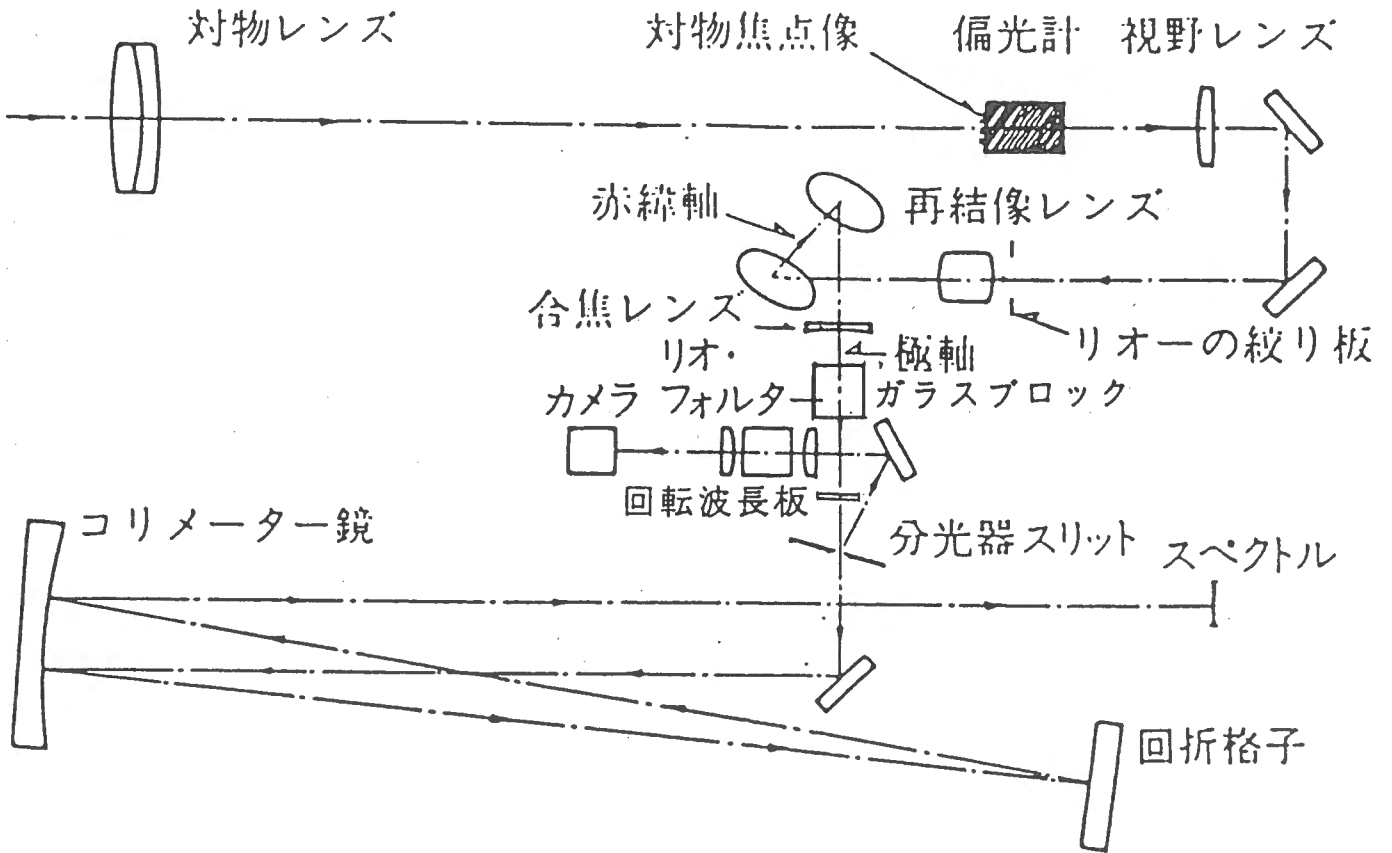 対物レンズ
対物焦点像
偏光計
視野レンズ
赤緯軸
再結像レンズ
合焦レンズ
リオーの絞り板
リオ・
極軸
カメラ
フォルター
ガラスブロック
回転波長板
コリメーター鏡
分光器スリット
スペクトル
回折格子